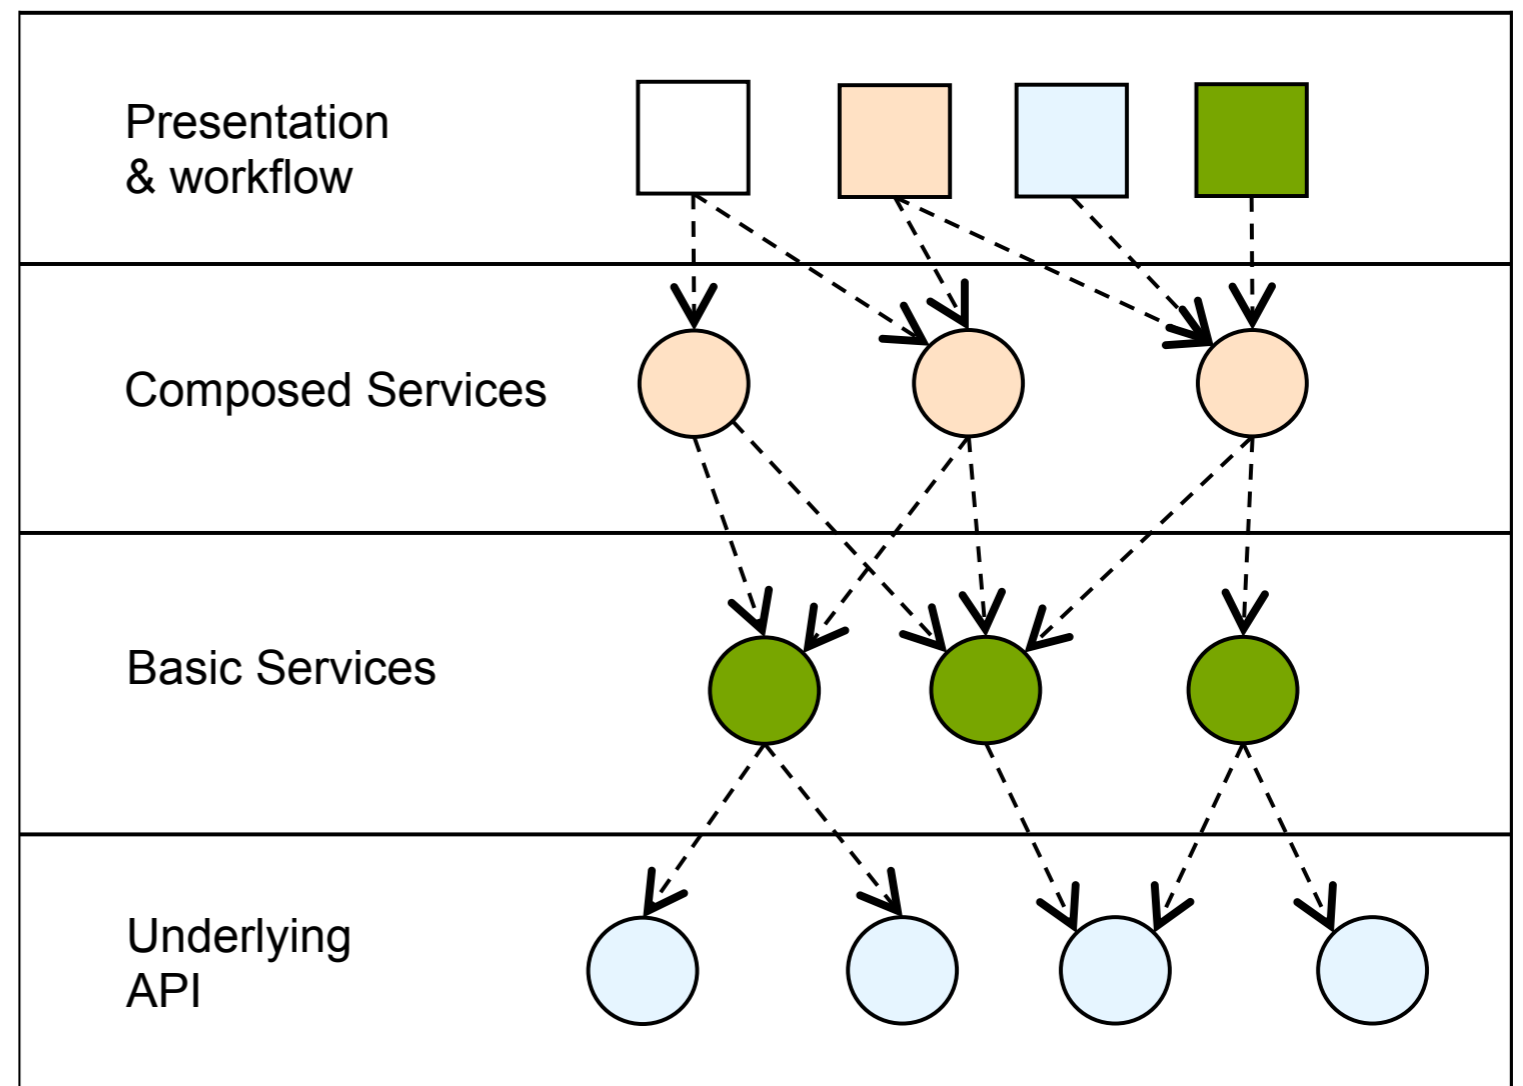 Presentation
& workflow
Composed Services
Basic Services
Underlying
API